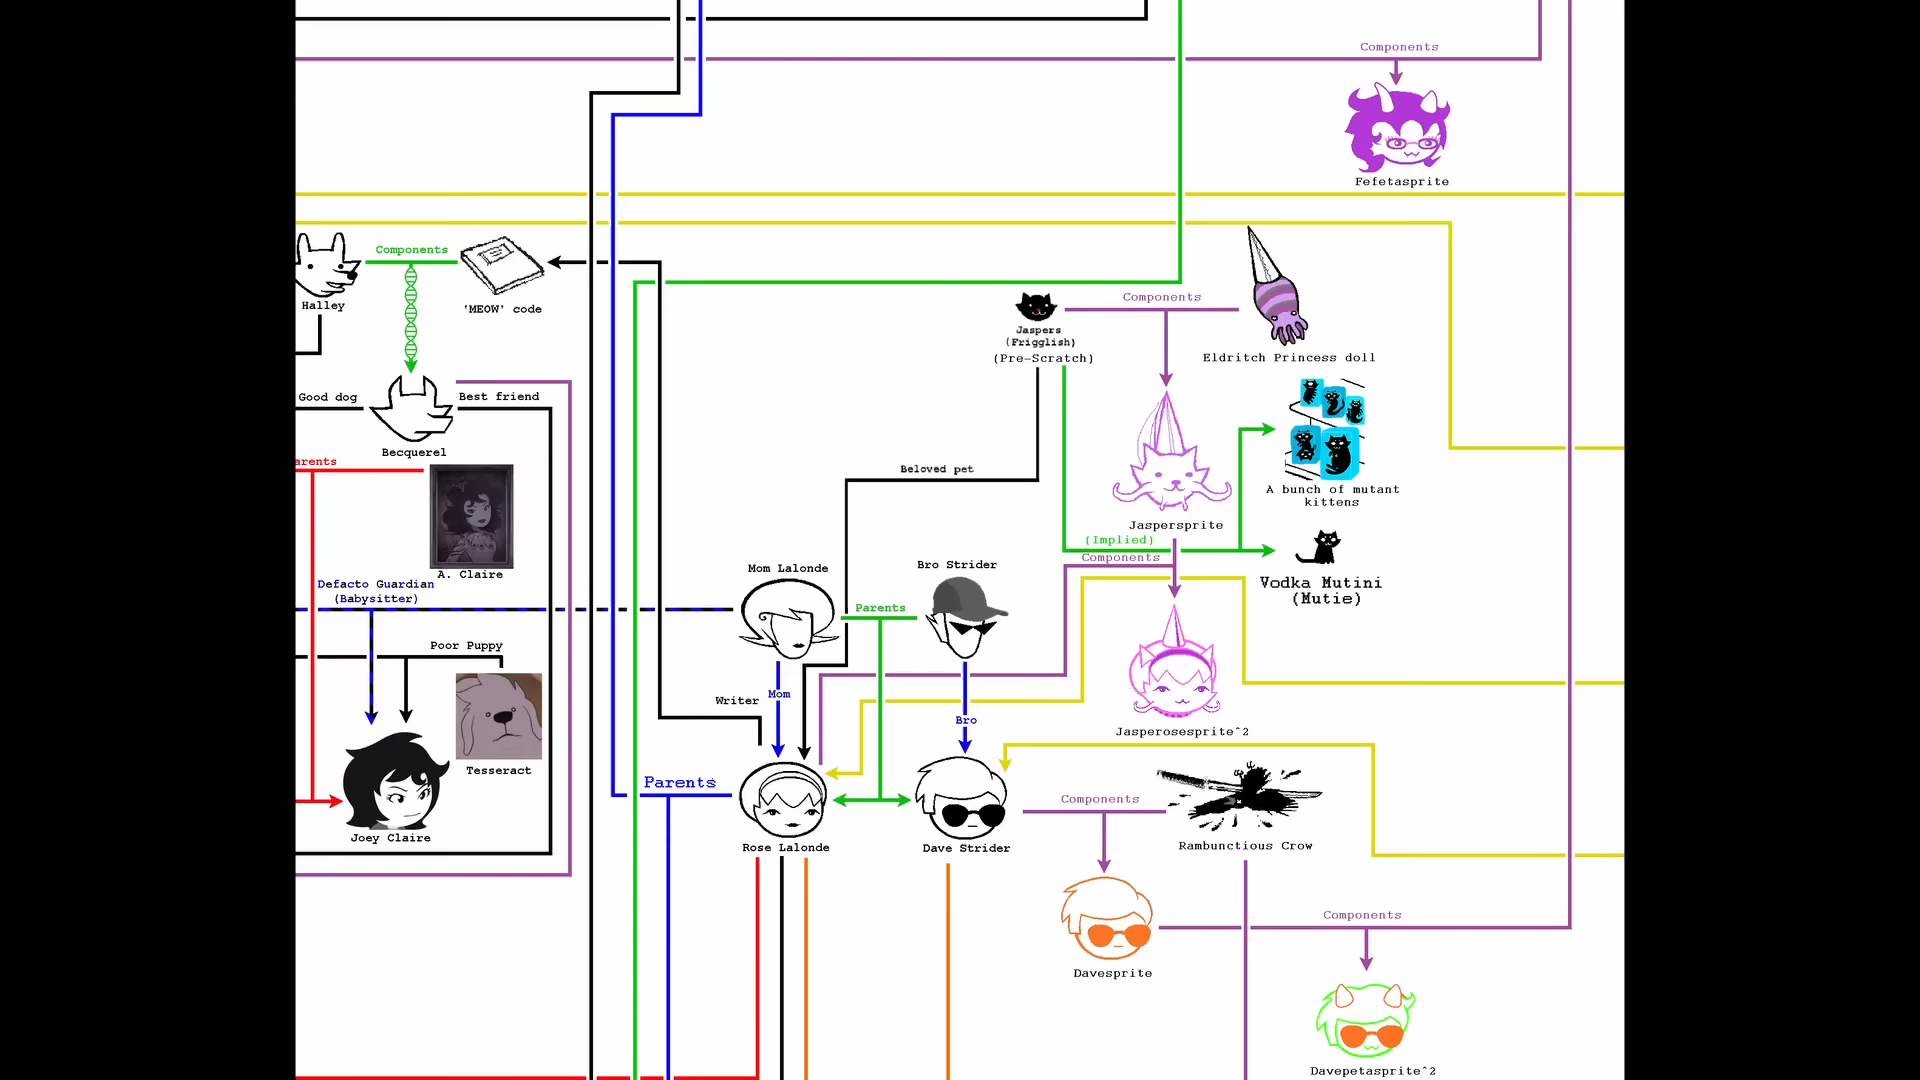 Components
Fefetasprite
Components
Halley
'MEOW' code
Components
Jaspers
(Frigglish)
(Pre-Scratch)
Eldritch Princess doll
Good dog
Best friend
Becquerel
arents
Beloved pet
A bunch of mutant
kittens
Jaspersprite
(Implied)
Components
A. Claire
Defacto Guardian
(Babysitter)
Mom Lalonde
Bro Strider
Parents
Vodka Mutini
(Mutie)
Poor Puppy
Writer
Mom
Bro
Jasperosesprite^2
Tesseract
Parents
Joey Claire
Rose Lalonde
Dave Strider
Components
Rambunctious Crow
Components
Davesprite
Davepetasprite^2